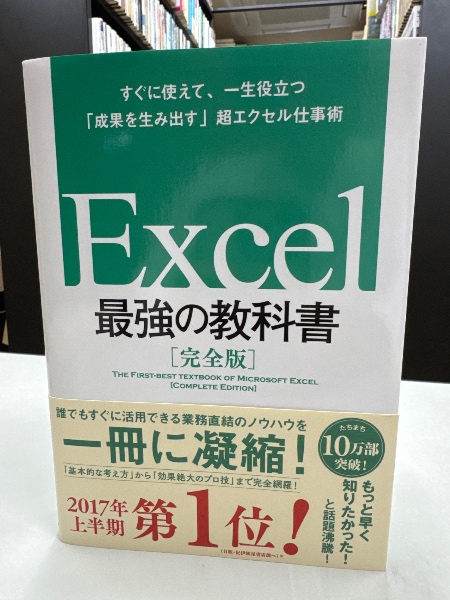 すぐに使えて、一生役立つ
「成果を生み出す」超エクセル仕事術
Excel
最強の教科書
［完全版］
THE FIRST-BEST TEXTBOOK OF MICROSOFT EXCEL
[COMPLETE EDITION]
誰でもすぐに活用できる業務直結のノウハウを
一冊に凝縮！
「基本的な考え方」から「効果絶大のプロ技」まで完全網羅！
2017年
上半期
第1位！
たちまち
10万部
突破！
もっと早く
知りたかった！
と話題沸騰！